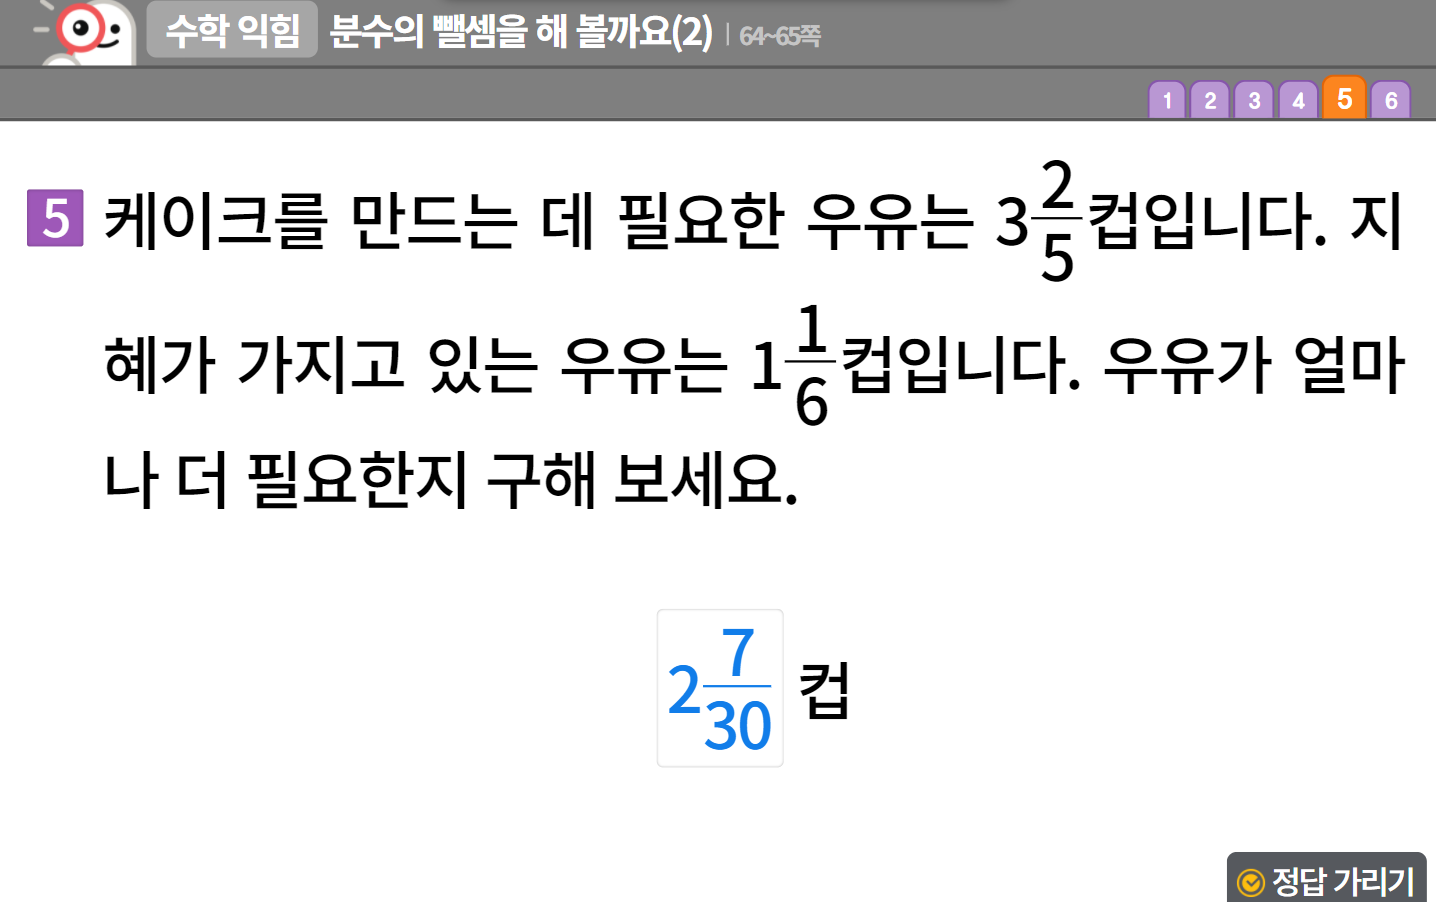 수학 익힘 분수의 뺄셈을 해 볼까요(2) | 64~65쪽
1 2 3 4 5 6
5 케이크를 만드는 데 필요한 우유는 3 2/5컵입니다. 지
혜가 가지고 있는 우유는 1 1/6컵입니다. 우유가 얼마
나 더 필요한지 구해 보세요.
2 7/30 컵
정답 가리기